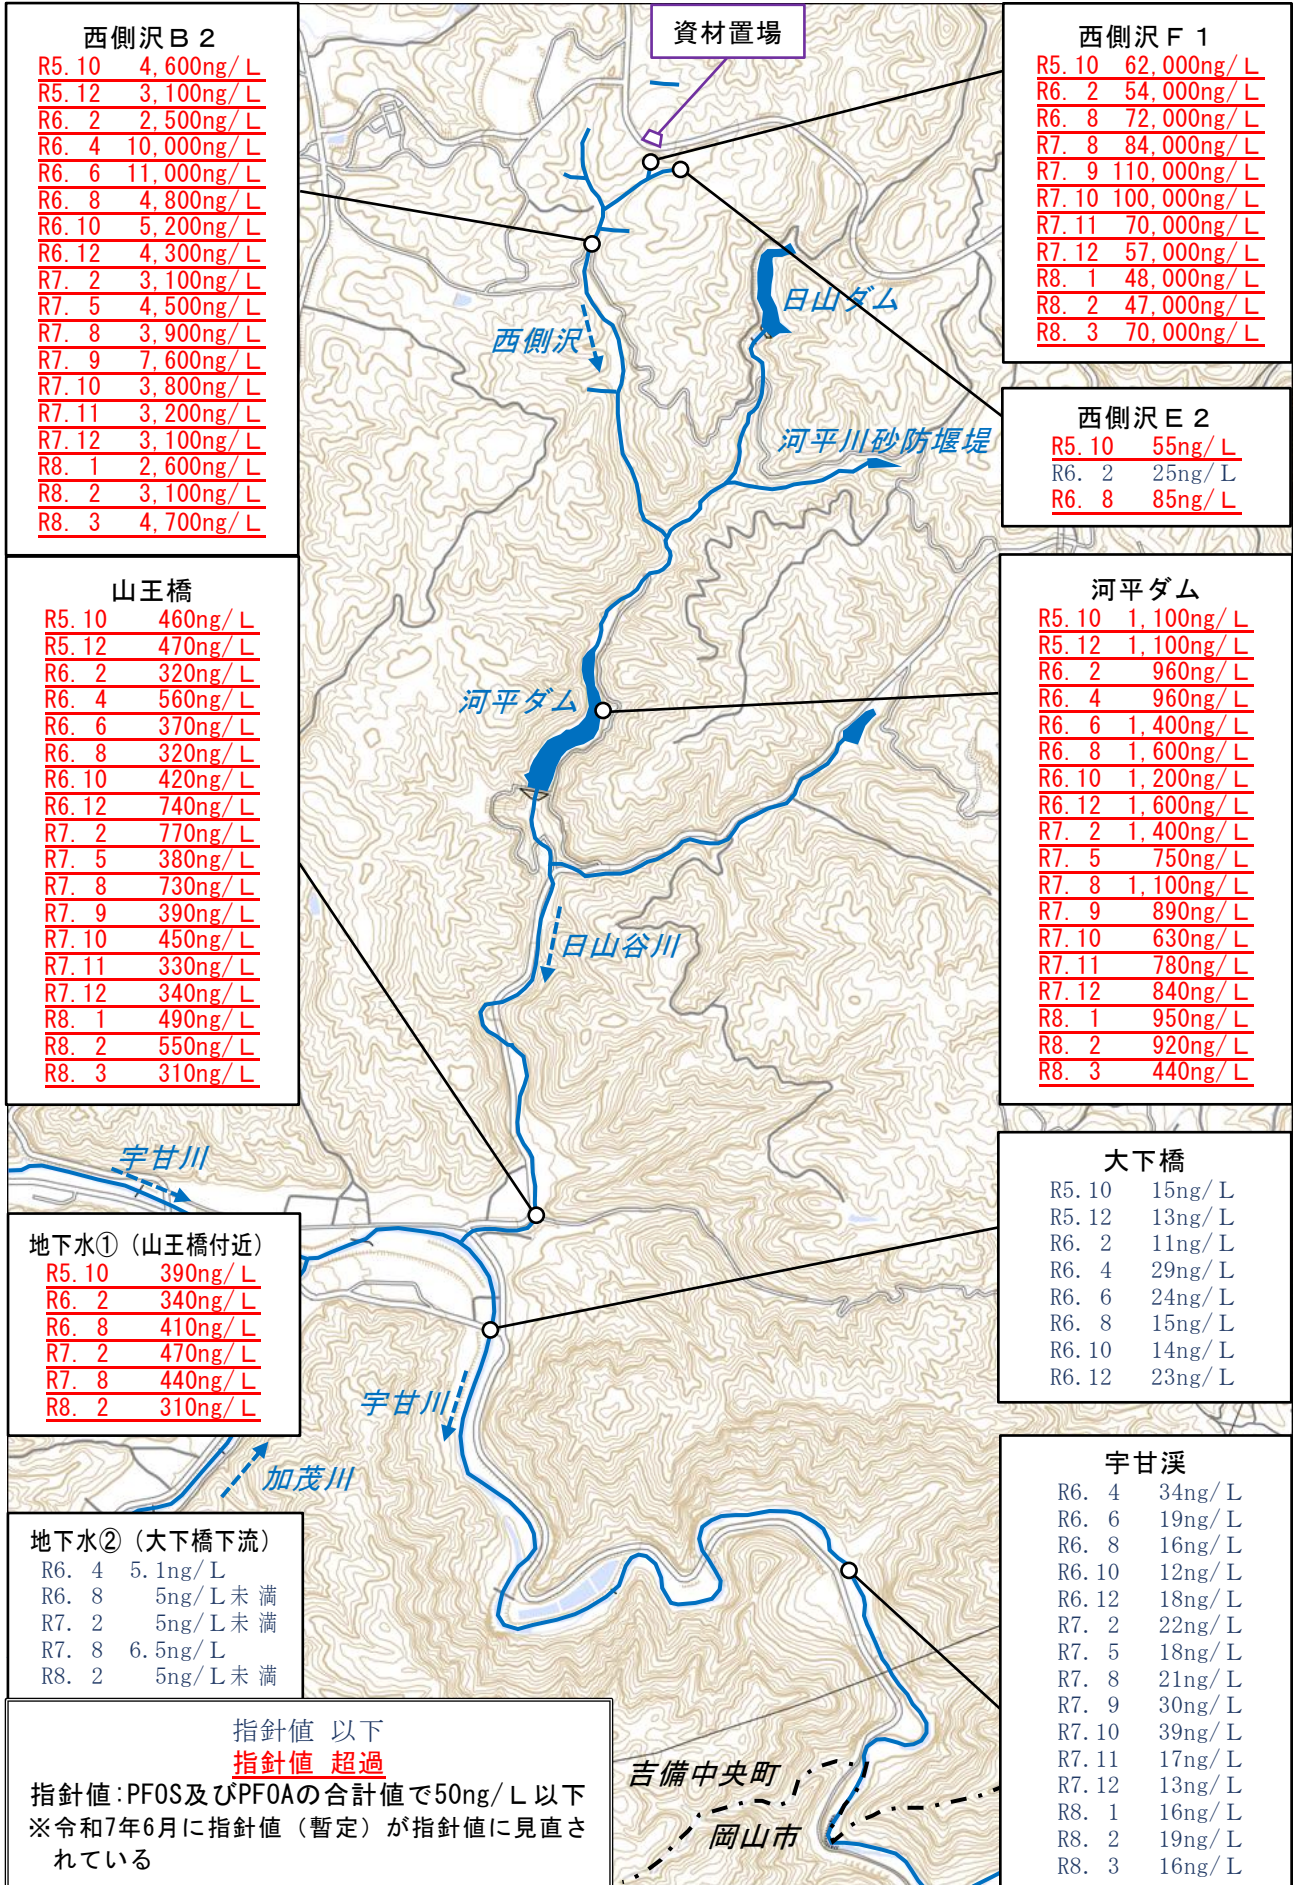 西側沢Ｂ２
R5.10 4,600ng/L
R5.12 3,100ng/L
R6. 2 2,500ng/L
R6. 4 10,000ng/L
R6. 6 11,000ng/L
R6. 8 4,800ng/L
R6.10 5,200ng/L
R6.12 4,300ng/L
R7. 2 3,100ng/L
R7. 5 4,500ng/L
R7. 8 3,900ng/L
R7. 9 7,600ng/L
R7.10 3,800ng/L
R7.11 3,200ng/L
R7.12 3,100ng/L
R8. 1 2,600ng/L
R8. 2 3,100ng/L
R8. 3 4,700ng/L
資材置場
西側沢Ｆ１
R5.10 62,000ng/L
R6. 2 54,000ng/L
R6. 8 72,000ng/L
R7. 8 84,000ng/L
R7. 9 110,000ng/L
R7.10 100,000ng/L
R7.11 70,000ng/L
R7.12 57,000ng/L
R8. 1 48,000ng/L
R8. 2 47,000ng/L
R8. 3 70,000ng/L
日山ダム
西側沢
河平川砂防堰堤
西側沢Ｅ２
R5.10 55ng/L
R6. 2 25ng/L
R6. 8 85ng/L
山王橋
R5.10 460ng/L
R5.12 470ng/L
R6. 2 320ng/L
R6. 4 560ng/L
R6. 6 370ng/L
R6. 8 320ng/L
R6.10 420ng/L
R6.12 740ng/L
R7. 2 770ng/L
R7. 5 380ng/L
R7. 8 730ng/L
R7. 9 390ng/L
R7.10 450ng/L
R7.11 330ng/L
R7.12 340ng/L
R8. 1 490ng/L
R8. 2 550ng/L
R8. 3 310ng/L
河平ダム
河平ダム
R5.10 1,100ng/L
R5.12 1,100ng/L
R6. 2 960ng/L
R6. 4 960ng/L
R6. 6 1,400ng/L
R6. 8 1,600ng/L
R6.10 1,200ng/L
R6.12 1,600ng/L
R7. 2 1,400ng/L
R7. 5 750ng/L
R7. 8 1,100ng/L
R7. 9 890ng/L
R7.10 630ng/L
R7.11 780ng/L
R7.12 840ng/L
R8. 1 950ng/L
R8. 2 920ng/L
R8. 3 440ng/L
日山谷川
宇甘川
大下橋
R5.10 15ng/L
R5.12 13ng/L
R6. 2 11ng/L
R6. 4 29ng/L
R6. 6 24ng/L
R6. 8 15ng/L
R6.10 14ng/L
R6.12 23ng/L
地下水①（山王橋付近）
R5.10 390ng/L
R6. 2 340ng/L
R6. 8 410ng/L
R7. 2 470ng/L
R7. 8 440ng/L
R8. 2 310ng/L
宇甘川
加茂川
宇甘渓
R6. 4 34ng/L
R6. 6 19ng/L
R6. 8 16ng/L
R6.10 12ng/L
R6.12 18ng/L
R7. 2 22ng/L
R7. 5 18ng/L
R7. 8 21ng/L
R7. 9 30ng/L
R7.10 39ng/L
R7.11 17ng/L
R7.12 13ng/L
R8. 1 16ng/L
R8. 2 19ng/L
R8. 3 16ng/L
地下水②（大下橋下流）
R6. 4 5.1ng/L
R6. 8 5ng/L未満
R7. 2 5ng/L未満
R7. 8 6.5ng/L
R8. 2 5ng/L未満
指針値 以下
指針値 超過
指針値：PFOS及びPFOAの合計値で50ng/L以下
※令和7年6月に指針値（暫定）が指針値に見直さ
れている
吉備中央町
岡山市